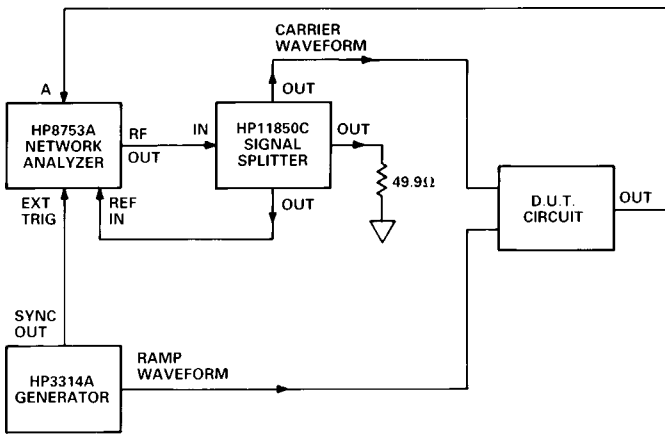 CARRIER
WAVEFORM
A
OUT
HP8753A
NETWORK
ANALYZER
RF
OUT
IN
HP11850C
SIGNAL
SPLITTER
OUT
49.9Ω
EXT
TRIG
REF
IN
OUT
D.U.T.
CIRCUIT
OUT
SYNC
OUT
HP3314A
GENERATOR
RAMP
WAVEFORM